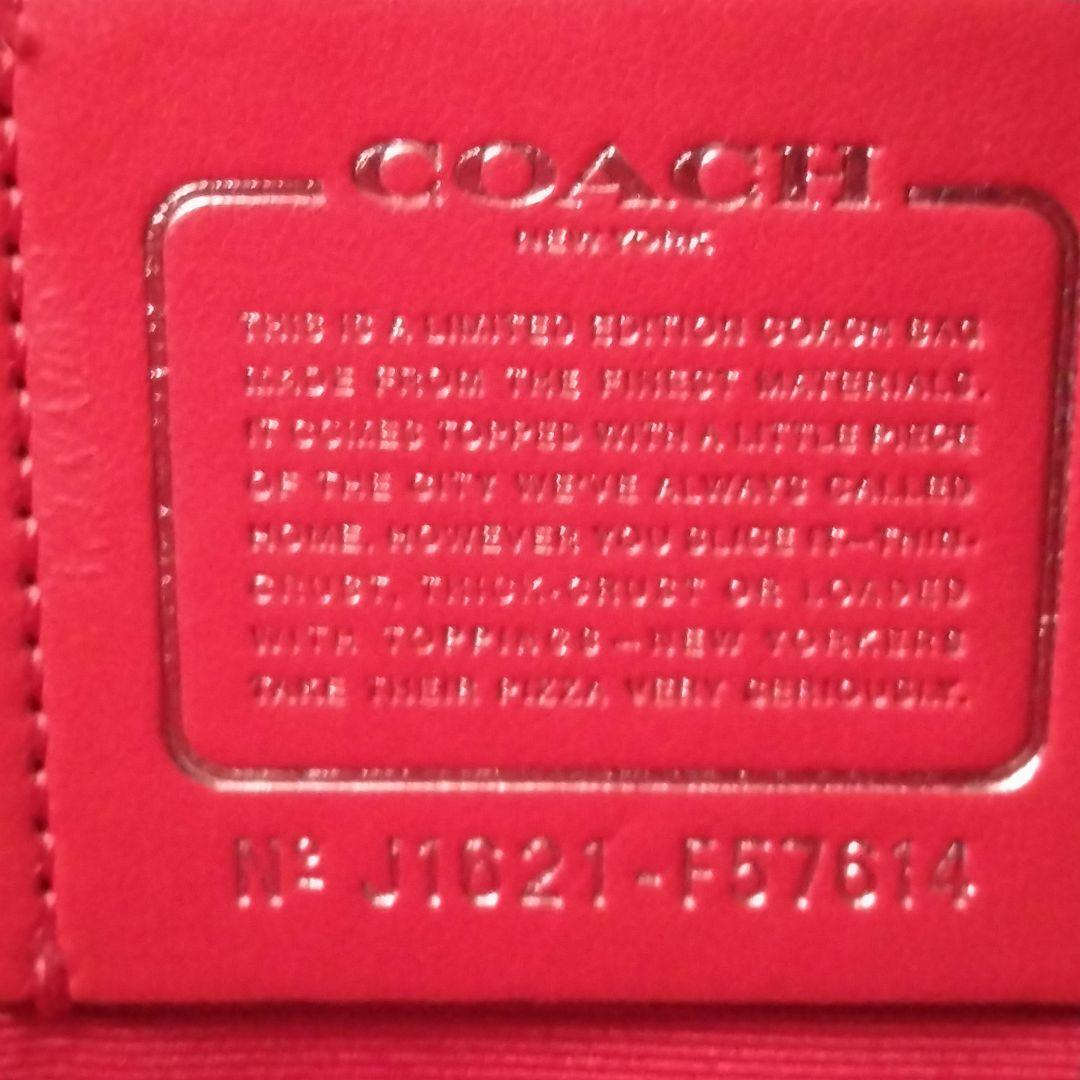 COACH
NEW YORK
THIS IS A LIMITED EDITION COACH BAG
MADE FROM THE FINEST MATERIALS.
IT COMES TOPPED WITH A LITTLE PIECE
OF THE CITY WE'VE ALWAYS CALLED
HOME. HOWEVER YOU SLICE IT—THIN-
CRUST, THICK-CRUST OR LOADED
WITH TOPPINGS—NEW YORKERS
TAKE THEIR PIZZA VERY SERIOUSLY.
Nº J1621-F57614